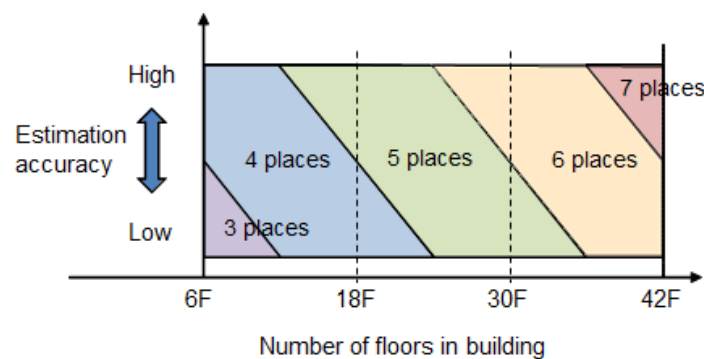 High
7 places
Estimation
accuracy
4 places
5 places
6 places
3 places
Low
6F
18F
30F
42F
Number of floors in building